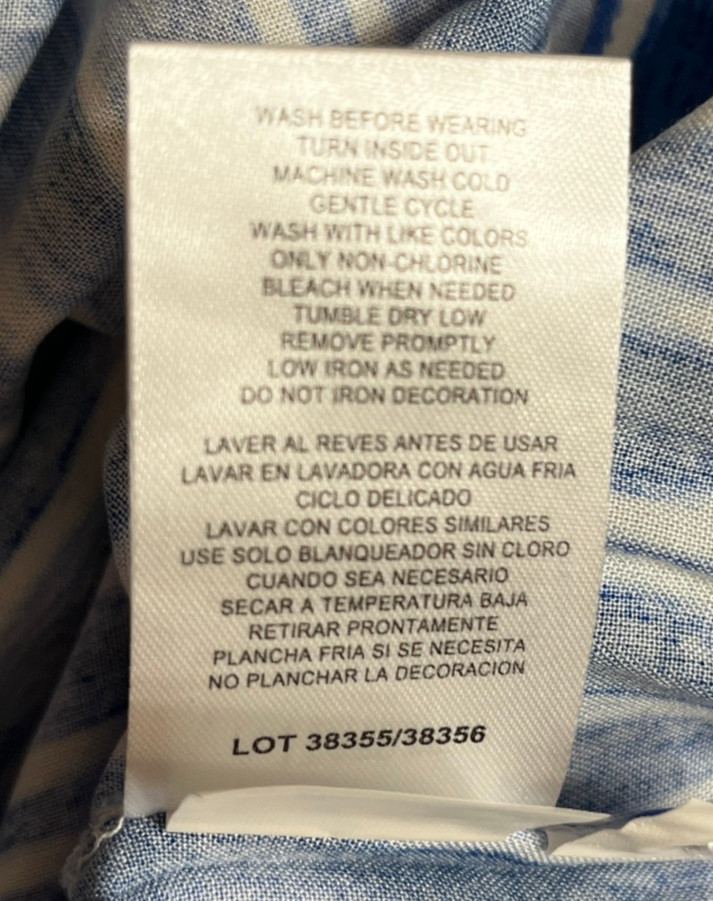 WASH BEFORE WEARING
TURN INSIDE OUT
MACHINE WASH COLD
GENTLE CYCLE
WASH WITH LIKE COLORS
ONLY NON-CHLORINE
BLEACH WHEN NEEDED
TUMBLE DRY LOW
REMOVE PROMPTLY
LOW IRON AS NEEDED
DO NOT IRON DECORATION
LAVER AL REVES ANTES DE USAR
LAVAR EN LAVADORA CON AGUA FRIA
CICLO DELICADO
LAVAR CON COLORES SIMILARES
USE SOLO BLANQUEADOR SIN CLORO
CUANDO SEA NECESARIO
SECAR A TEMPERATURA BAJA
RETIRAR PRONTAMENTE
PLANCHA FRIA SI SE NECESITA
NO PLANCHAR LA DECORACION
LOT 38355/38356